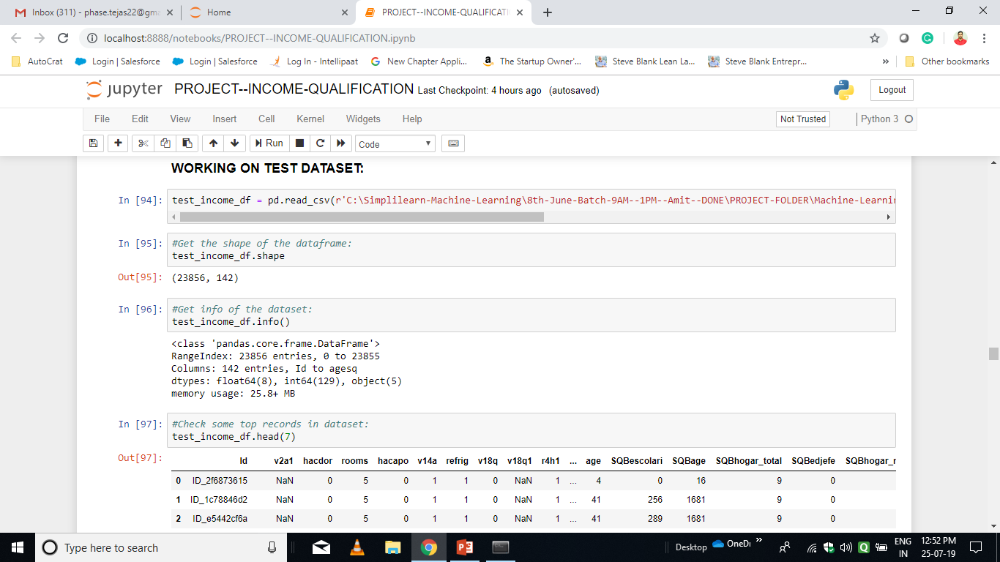 Inbox (311) - phase.tejas22@gma
Home
PROJECT--INCOME-QUALIFICATI
localhost:8888/notebooks/PROJECT--INCOME-QUALIFICATION.ipynb
AutoCrat Login | Salesforce Login | Salesforce Log In - Intellipaat New Chapter Appli... The Startup Owner'... Steve Blank Lean La... Steve Blank Entrepr... » Other bookmarks
jupyter PROJECT--INCOME-QUALIFICATION Last Checkpoint: 4 hours ago (autosaved) Logout
File Edit View Insert Cell Kernel Widgets Help Not Trusted Python 3
Run Code
WORKING ON TEST DATASET:
In [94]: test_income_df = pd.read_csv(r'C:\Simplilearn-Machine-Learning\8th-June-Batch-9AM--1PM--Amit--DONE\PROJECT-FOLDER\Machine-Learnin
In [95]: #Get the shape of the dataframe:
test_income_df.shape
Out[95]: (23856, 142)
In [96]: #Get info of the dataset:
test_income_df.info()
<class 'pandas.core.frame.DataFrame'>
RangeIndex: 23856 entries, 0 to 23855
Columns: 142 entries, Id to agesq
dtypes: float64(8), int64(129), object(5)
memory usage: 25.8+ MB
In [97]: #Check some top records in dataset:
test_income_df.head(7)
Out[97]:
Id v2a1 hacdor rooms hacapo v14a refrig v18q v18q1 r4h1 ... age SQBescolari SQBage SQBhogar_total SQBedjefe SQBhogar_r
0 ID_2f6873615 NaN 0 5 0 1 1 0 NaN 1 ... 4 0 16 9 0
1 ID_1c78846d2 NaN 0 5 0 1 1 0 NaN 1 ... 41 256 1681 9 0
2 ID_e5442cf6a NaN 0 5 0 1 1 0 NaN 1 ... 41 289 1681 9 0
Type here to search Desktop OneDr » ENG 12:52 PM
IN 25-07-19